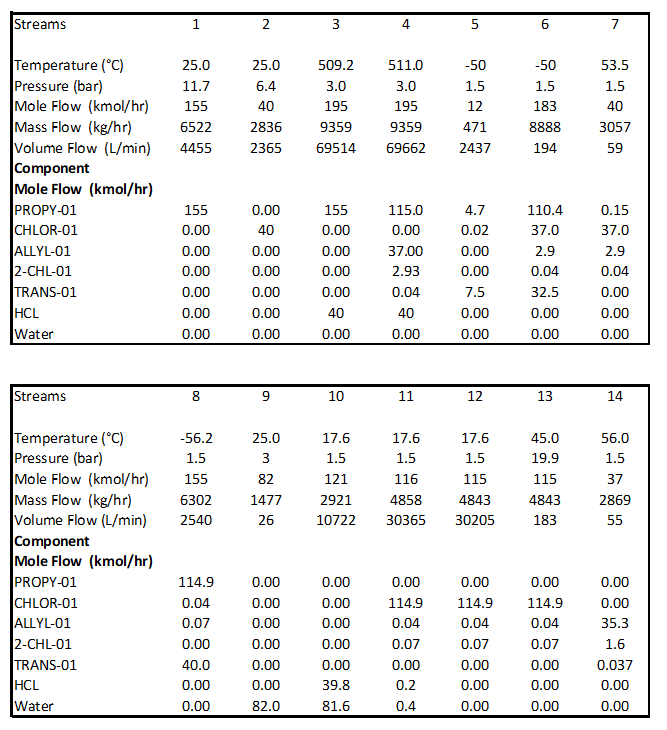 Streams 1 2 3 4 5 6 7
Temperature (°C) 25.0 25.0 509.2 511.0 -50 -50 53.5
Pressure (bar) 11.7 6.4 3.0 3.0 1.5 1.5 1.5
Mole Flow (kmol/hr) 155 40 195 195 12 183 40
Mass Flow (kg/hr) 6522 2836 9359 9359 471 8888 3057
Volume Flow (L/min) 4455 2365 69514 69662 2437 194 59
Component
Mole Flow (kmol/hr)
PROPY-01 155 0.00 155 115.0 4.7 110.4 0.15
CHLOR-01 0.00 40 0.00 0.00 0.02 37.0 37.0
ALLYL-01 0.00 0.00 0.00 37.00 0.00 2.9 2.9
2-CHL-01 0.00 0.00 0.00 2.93 0.00 0.04 0.04
TRANS-01 0.00 0.00 0.00 0.04 7.5 32.5 0.00
HCL 0.00 0.00 40 40 0.00 0.00 0.00
Water 0.00 0.00 0.00 0.00 0.00 0.00 0.00
Streams 8 9 10 11 12 13 14
Temperature (°C) -56.2 25.0 17.6 17.6 17.6 45.0 56.0
Pressure (bar) 1.5 3 1.5 1.5 1.5 19.9 1.5
Mole Flow (kmol/hr) 155 82 121 116 115 115 37
Mass Flow (kg/hr) 6302 1477 2921 4858 4843 4843 2869
Volume Flow (L/min) 2540 26 10722 30365 30205 183 55
Component
Mole Flow (kmol/hr)
PROPY-01 114.9 0.00 0.00 0.00 0.00 0.00 0.00
CHLOR-01 0.04 0.00 0.00 114.9 114.9 114.9 0.00
ALLYL-01 0.07 0.00 0.00 0.04 0.04 0.04 35.3
2-CHL-01 0.00 0.00 0.00 0.07 0.07 0.07 1.6
TRANS-01 40.0 0.00 0.00 0.00 0.00 0.00 0.037
HCL 0.00 0.00 39.8 0.2 0.00 0.00 0.00
Water 0.00 82.0 81.6 0.4 0.00 0.00 0.00